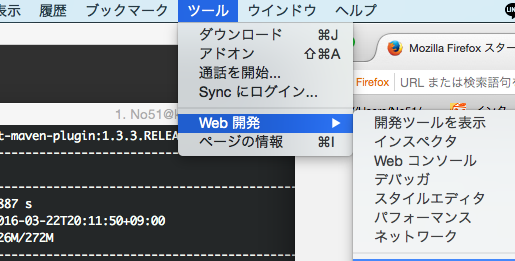 表示 履歴 ブックマーク ツール ウインドウ ヘルプ
ダウンロード ⌘J
アドオン ⇧⌘A
通話を開始...
Sync にログイン...
Web 開発 ▶
ページの情報 ⌘I
開発ツールを表示
インスペクタ
Web コンソール
デバッガ
スタイルエディタ
パフォーマンス
ネットワーク
Mozilla Firefox スター
Firefox URL または検索語句を
1. No51@
t-maven-plugin:1.3.3.RELEA
------------------------------------
------------------------------------
387 s
016-03-22T20:11:50+09:00
26M/272M
------------------------------------